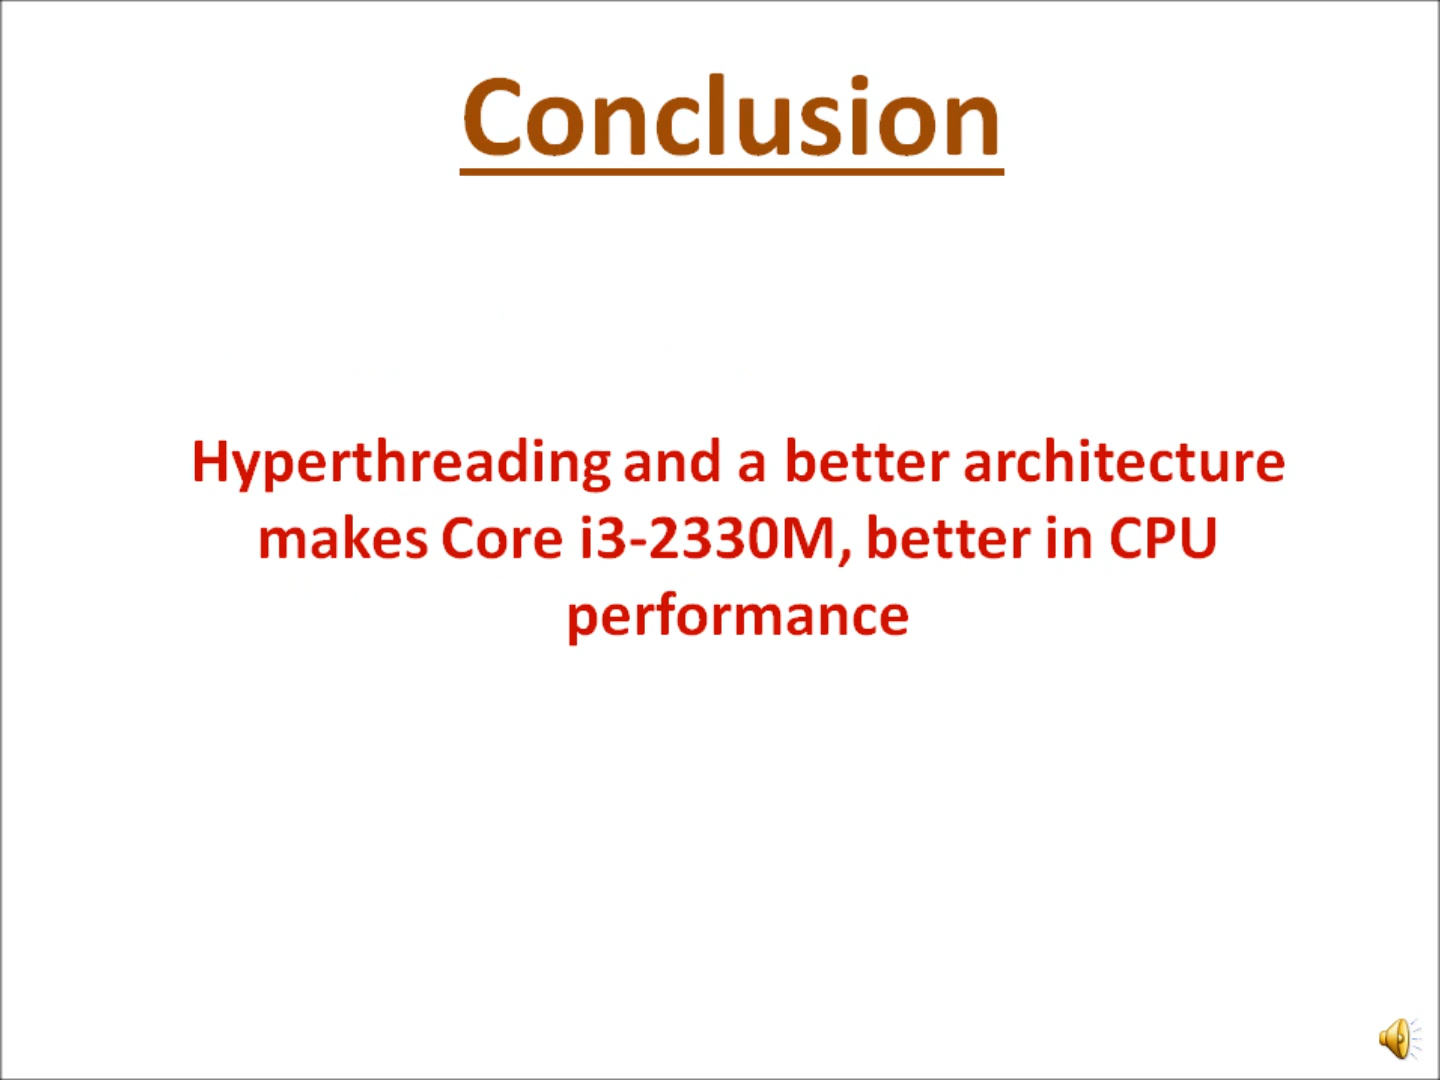 Conclusion
Hyperthreading and a better architecture
makes Core i3-2330M, better in CPU
performance